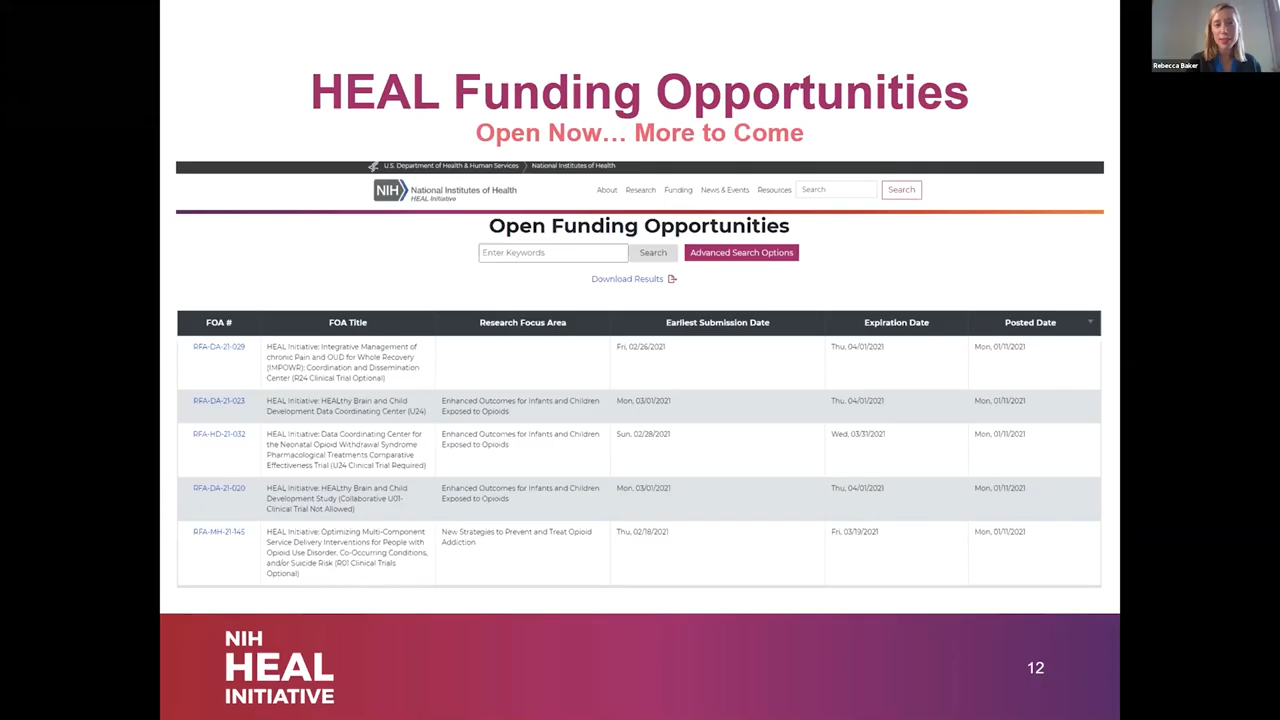 Rebecca Baker
HEAL Funding Opportunities
Open Now... More to Come
U.S. Department of Health & Human Services
National Institutes of Health
NIH
National Institutes of Health
HEAL Initiative
About
Research
Funding
News & Events
Resources
Search
Search
Open Funding Opportunities
Enter Keywords
Search
Advanced Search Options
Download Results
FOA #
FOA Title
Research Focus Area
Earliest Submission Date
Expiration Date
Posted Date
RFA-DA-21-029
HEAL Initiative: Integrative Management of
chronic Pain and OUD for Whole Recovery
(IMPOWR): Coordination and Dissemination
Center (R24 Clinical Trial Optional)
Fri, 02/26/2021
Thu, 04/01/2021
Mon, 01/11/2021
RFA-DA-21-023
HEAL Initiative: HEALthy Brain and Child
Development Data Coordinating Center (U24)
Enhanced Outcomes for Infants and Children
Exposed to Opioids
Mon, 03/01/2021
Thu, 04/01/2021
Mon, 01/11/2021
RFA-HD-21-032
HEAL Initiative: Data Coordinating Center for
the Neonatal Opioid Withdrawal Syndrome
Pharmacological Treatments Comparative
Effectiveness Trial (U24 Clinical Trial Required)
Enhanced Outcomes for Infants and Children
Exposed to Opioids
Sun, 02/28/2021
Wed, 03/31/2021
Mon, 01/11/2021
RFA-DA-21-020
HEAL Initiative: HEALthy Brain and Child
Development Study (Collaborative U01-
Clinical Trial Not Allowed)
Enhanced Outcomes for Infants and Children
Exposed to Opioids
Mon, 03/01/2021
Thu, 04/01/2021
Mon, 01/11/2021
RFA-MH-21-145
HEAL Initiative: Optimizing Multi-Component
Service Delivery Interventions for People with
Opioid Use Disorder, Co-Occurring Conditions,
and/or Suicide Risk (R01 Clinical Trials
Optional)
New Strategies to Prevent and Treat Opioid
Addiction
Thu, 02/18/2021
Fri, 03/19/2021
Mon, 01/11/2021
NIH
HEAL
INITIATIVE
12